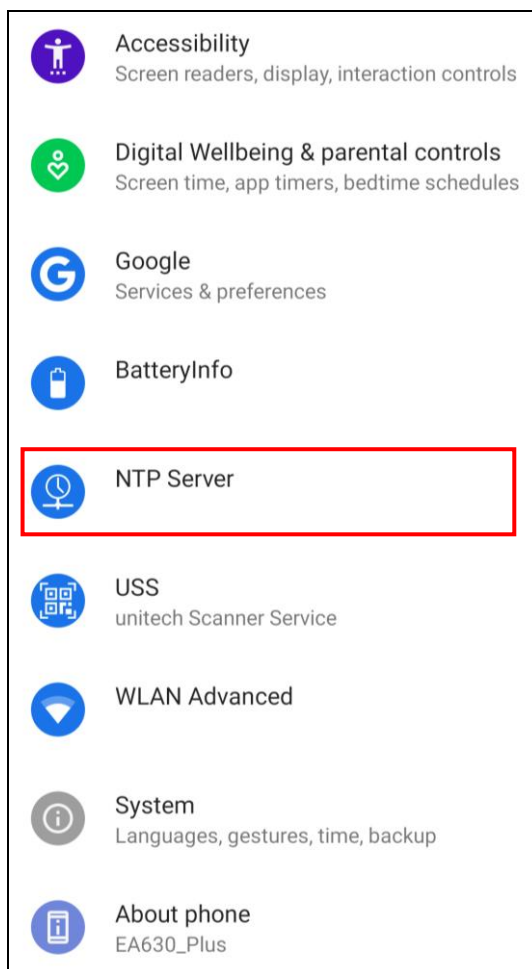 Accessibility
Screen readers, display, interaction controls
Digital Wellbeing & parental controls
Screen time, app timers, bedtime schedules
Google
Services & preferences
BatteryInfo
NTP Server
USS
unitech Scanner Service
WLAN Advanced
System
Languages, gestures, time, backup
About phone
EA630_Plus